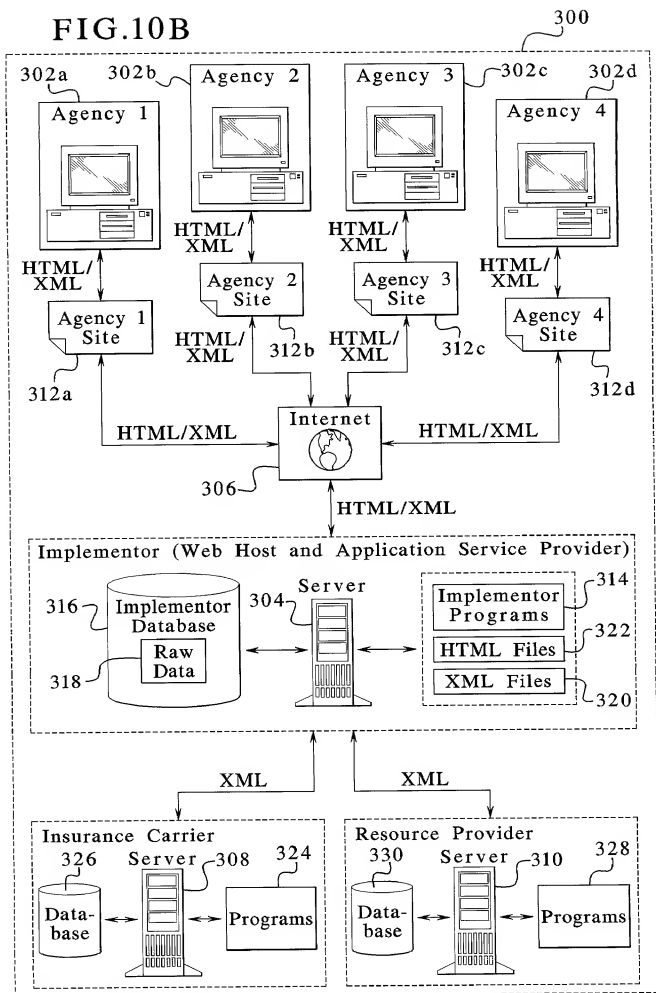 FIG.10B
300
302a
302b
302c
302d
Agency 1
Agency 2
Agency 3
Agency 4
HTML/
XML
HTML/
XML
HTML/
XML
HTML/
XML
Agency 1
Site
Agency 2
Site
Agency 3
Site
Agency 4
Site
312a
312b
312c
312d
HTML/
XML
HTML/
XML
HTML/XML
HTML/XML
Internet
306
HTML/XML
Implementor (Web Host and Application Service Provider)
316
Implementor
Database
318
Raw
Data
Server
304
Implementor
Programs
314
HTML Files
322
XML Files
320
XML
XML
Insurance Carrier
326
Data-
base
Server
308
324
Programs
Resource Provider
330
Data-
base
Server
310
328
Programs